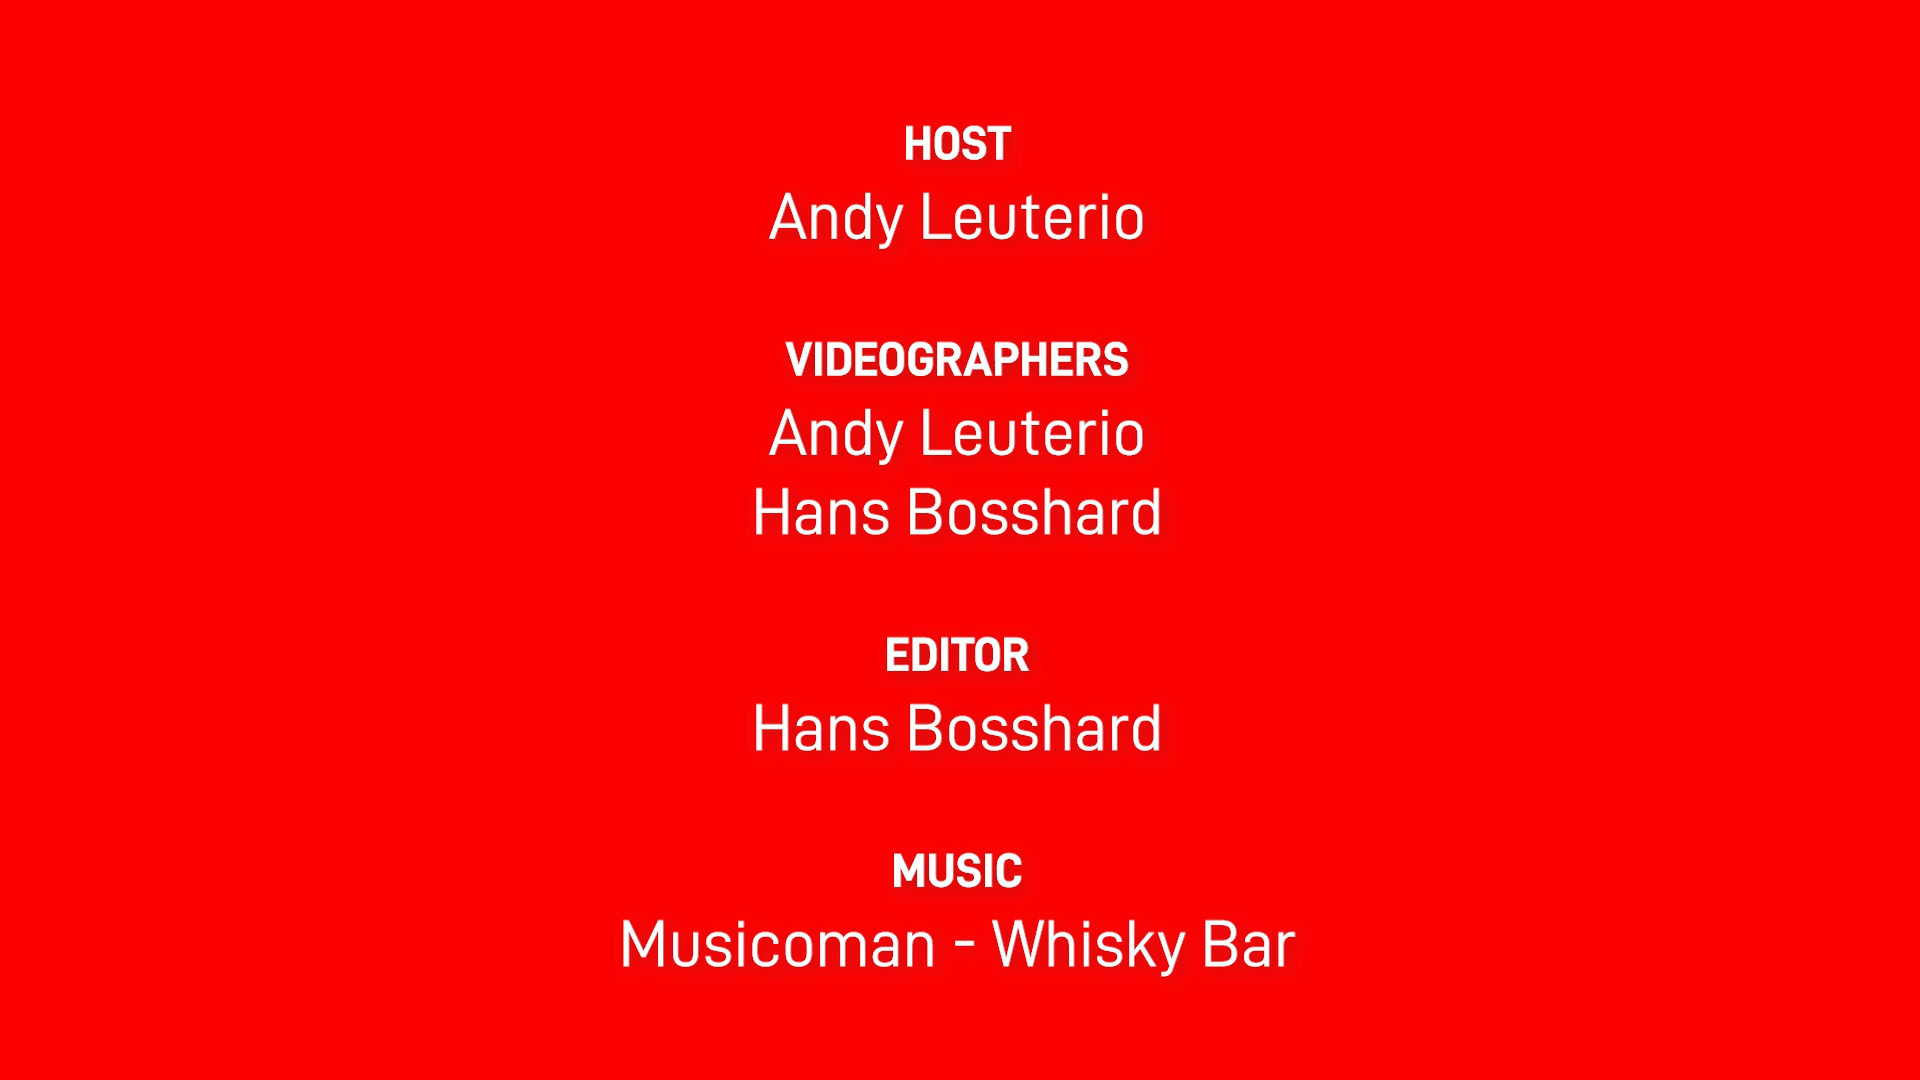 HOST
Andy Leuterio
VIDEOGRAPHERS
Andy Leuterio
Hans Bosshard
EDITOR
Hans Bosshard
MUSIC
Musicoman - Whisky Bar